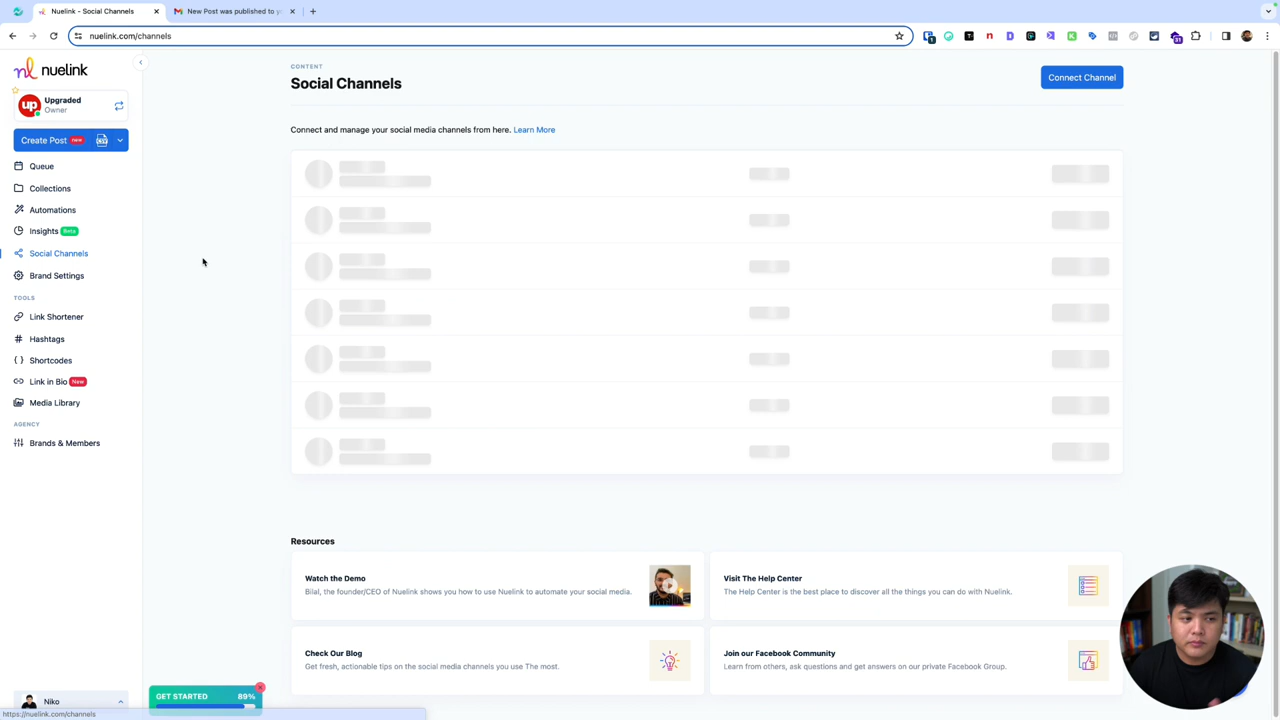 Nuelink - Social Channels
New Post was published to y
nuelink.com/channels
nuelink
up
Upgraded
Owner
Create Post New
Queue
Collections
Automations
Insights Beta
Social Channels
Brand Settings
TOOLS
Link Shortener
Hashtags
Shortcodes
Link in Bio New
Media Library
AGENCY
Brands & Members
Niko
GET STARTED 89%
https://nuelink.com/channels
CONTENT
Social Channels
Connect Channel
Connect and manage your social media channels from here. Learn More
Resources
Watch the Demo
Bilal, the founder/CEO of Nuelink shows you how to use Nuelink to automate your social media.
Visit The Help Center
The Help Center is the best place to discover all the things you can do with Nuelink.
Check Our Blog
Get fresh, actionable tips on the social media channels you use The most.
Join our Facebook Community
Learn from others, ask questions and get answers on our private Facebook Group.